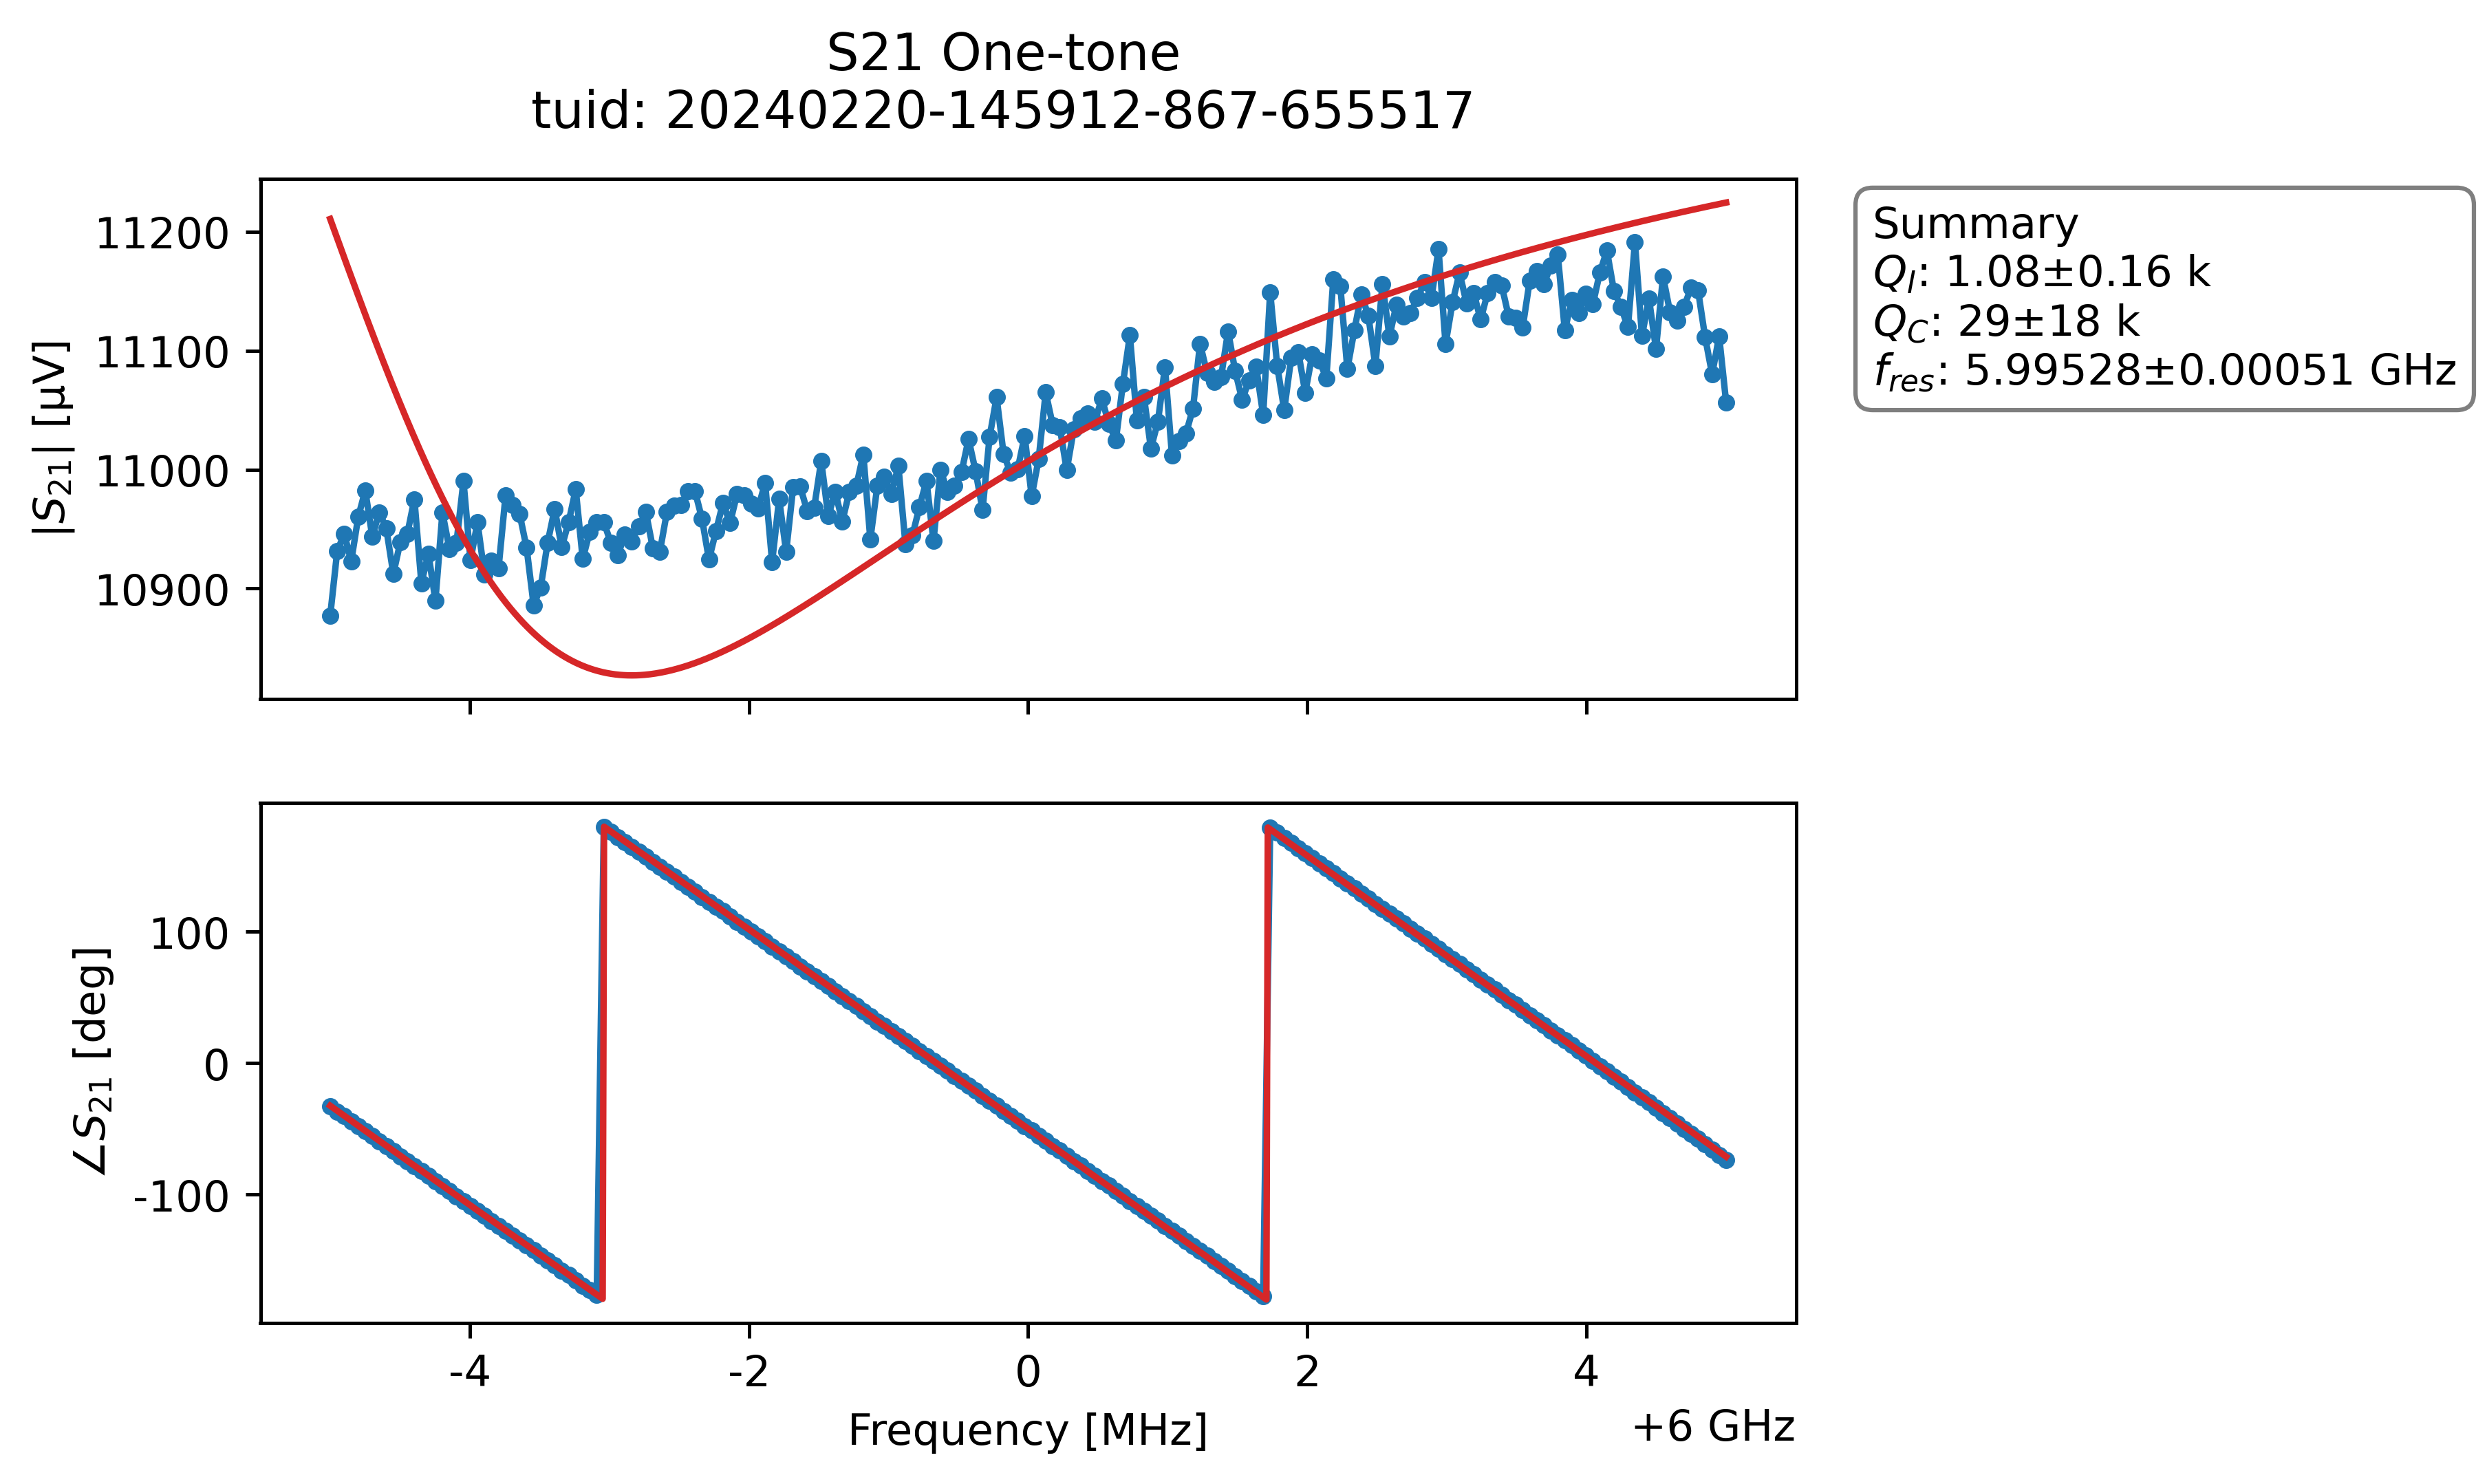 S21 One-tone
tuid: 20240220-145912-867-655517
|S21| [µV]
11200
11100
11000
10900
Summary
Ql: 1.08±0.16 k
QC: 29±18 k
fres: 5.99528±0.00051 GHz
∠S21 [deg]
100
0
-100
-4
-2
0
2
4
Frequency [MHz]
+6 GHz